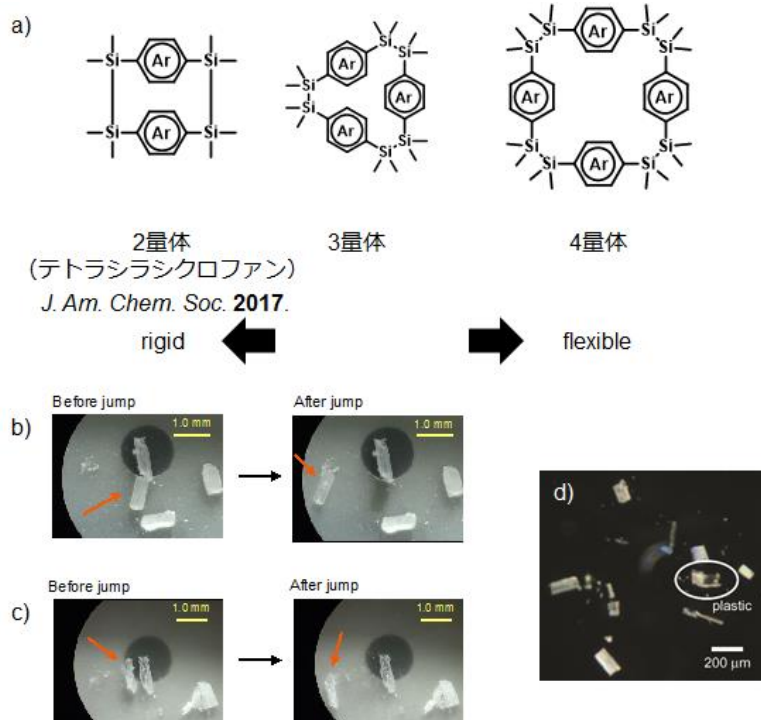 a)
Si Ar Si
Si Ar Si
Si Si
Ar
Si
Si
Ar
Ar
Si Si
Si Ar Si
Si Si
Ar Ar
Si Si
Si Ar Si
2量体
3量体
4量体
（テトラシラシクロファン）
J. Am. Chem. Soc. 2017.
rigid
flexible
b)
Before jump
1.0 mm
After jump
1.0 mm
c)
Before jump
1.0 mm
After jump
1.0 mm
d)
plastic
200 μm